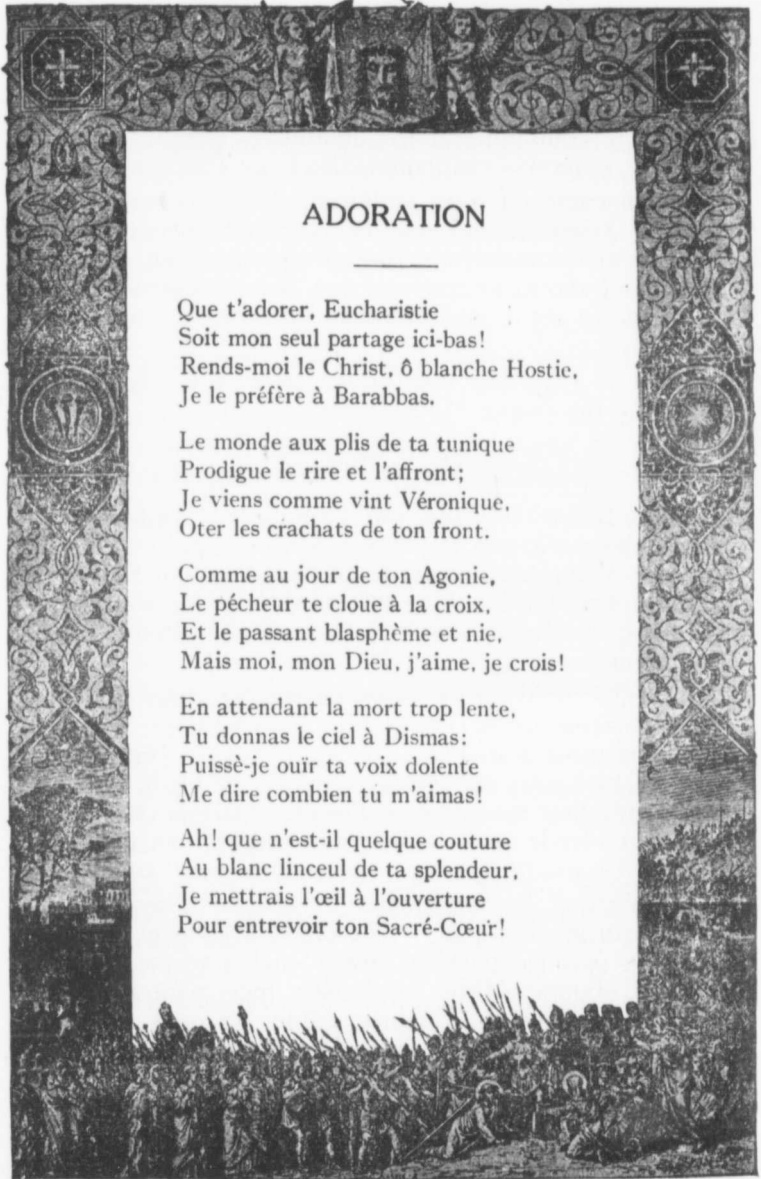 ADORATION
Que t'adorer, Eucharistie
Soit mon seul partage ici-bas!
Rends-moi le Christ, ô blanche Hostie,
Je le préfère à Barabbas.
Le monde aux plis de ta tunique
Prodigue le rire et l'affront;
Je viens comme vint Véronique,
Oter les crachats de ton front.
Comme au jour de ton Agonie,
Le pécheur te cloue à la croix,
Et le passant blasphème et nie,
Mais moi, mon Dieu, j'aime, je crois!
En attendant la mort trop lente,
Tu donnas le ciel à Dismas:
Puissè-je ouïr ta voix dolente
Me dire combien tu m'aimas!
Ah! que n'est-il quelque couture
Au blanc linceul de ta splendeur,
Je mettrais l'œil à l'ouverture
Pour entrevoir ton Sacré-Cœur!